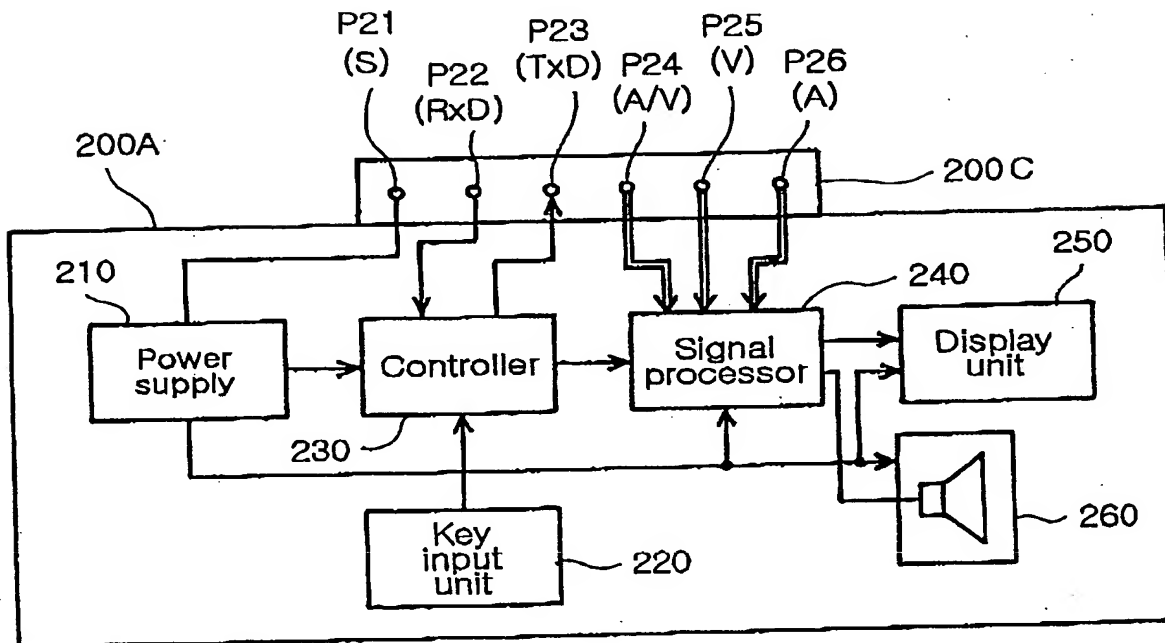 P21
(S)
P22
(RxD)
P23
(TxD)
P24
(A/V)
P25
(V)
P26
(A)
200A
200C
210
Power
supply
Controller
230
Signal
processor
240
Display
unit
250
Key
input
unit
220
260